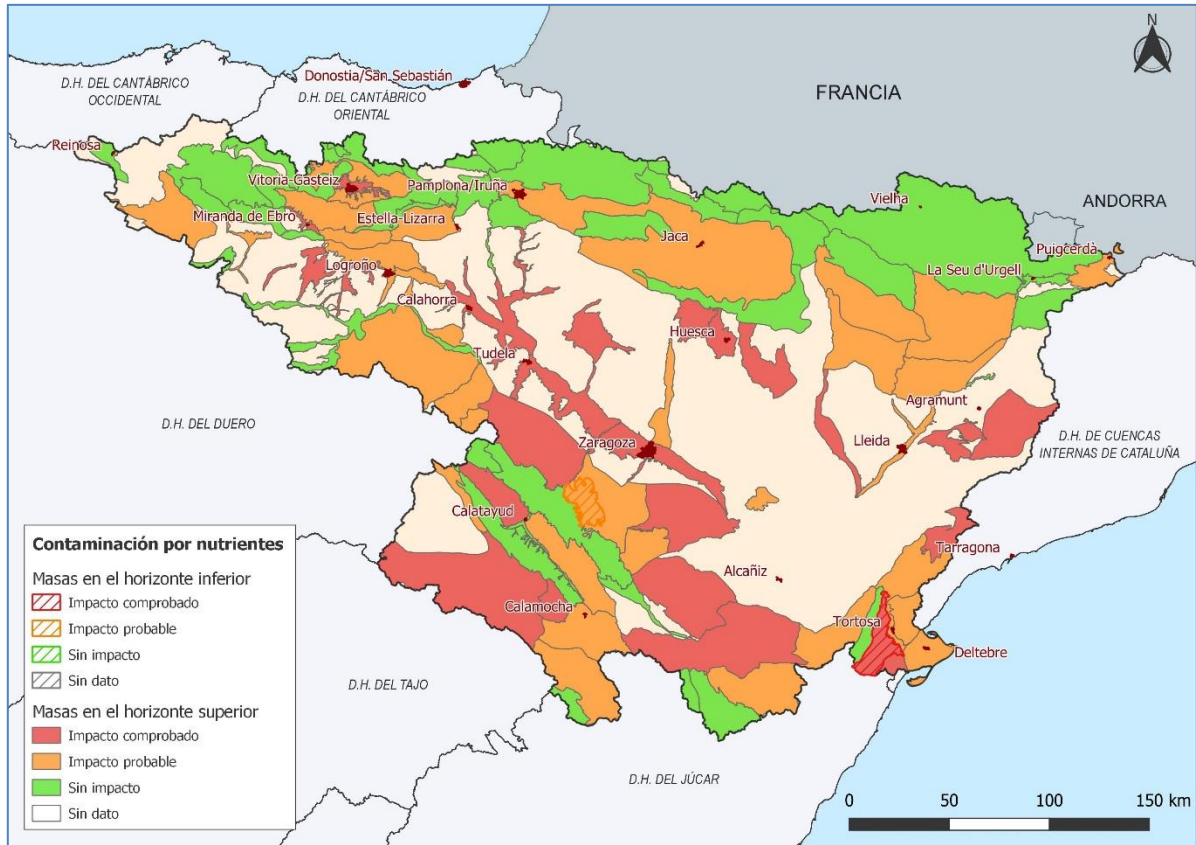 N
Donostia/San Sebastián
D.H. DEL CANTÁBRICO
OCCIDENTAL
D.H. DEL CANTÁBRICO
ORIENTAL
FRANCIA
Reinosa
Vitoria-Gasteiz
Pamplona/Iruña
Vielha
ANDORRA
Miranda de Ebro
Estella-Lizarra
Jaca
Puigcerdà
La Seu d'Urgell
Logroño
Calahorra
Huesca
Tudela
Agramunt
D.H. DEL DUERO
Zaragoza
Lleida
D.H. DE CUENCAS
INTERNAS DE CATALUÑA
Calatayud
Tarragona
Alcañiz
Calamocha
Tortosa
Deltebre
D.H. DEL TAJO
D.H. DEL JÚCAR
Contaminación por nutrientes
Masas en el horizonte inferior
Impacto comprobado
Impacto probable
Sin impacto
Sin dato
Masas en el horizonte superior
Impacto comprobado
Impacto probable
Sin impacto
Sin dato
0 50 100 150 km